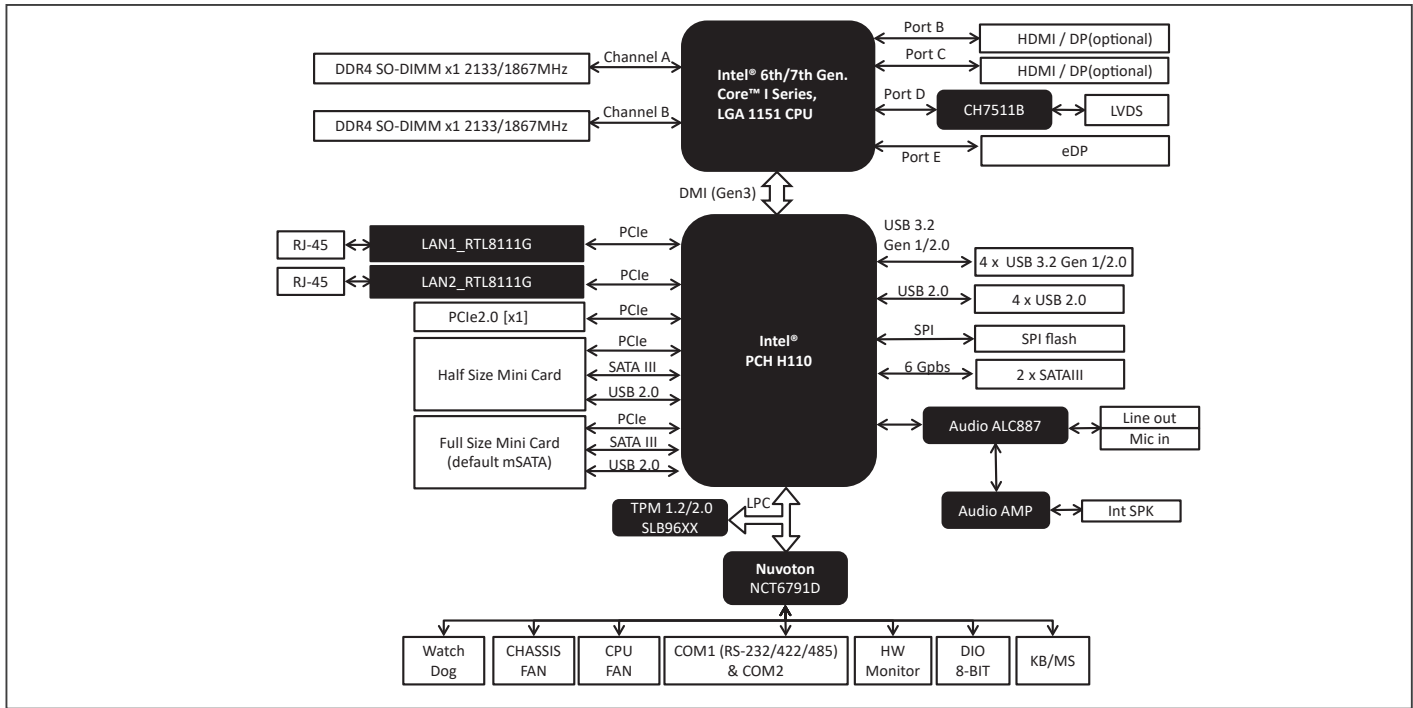 DDR4 SO-DIMM x1 2133/1867MHz
Channel A
DDR4 SO-DIMM x1 2133/1867MHz
Channel B
Intel® 6th/7th Gen.
Core™ I Series,
LGA 1151 CPU
Port B
HDMI / DP(optional)
Port C
HDMI / DP(optional)
Port D
CH7511B
LVDS
Port E
eDP
DMI (Gen3)
RJ-45
LAN1_RTL8111G
PCIe
RJ-45
LAN2_RTL8111G
PCIe
PCIe2.0 [x1]
PCIe
Half Size Mini Card
PCIe
SATA III
USB 2.0
Full Size Mini Card
(default mSATA)
PCIe
SATA III
USB 2.0
Intel®
PCH H110
USB 3.2
Gen 1/2.0
4 x USB 3.2 Gen 1/2.0
USB 2.0
4 x USB 2.0
SPI
SPI flash
6 Gpbs
2 x SATAIII
Audio ALC887
Line out
Mic in
Audio AMP
Int SPK
TPM 1.2/2.0
SLB96XX
LPC
Nuvoton
NCT6791D
Watch
Dog
CHASSIS
FAN
CPU
FAN
COM1 (RS-232/422/485)
& COM2
HW
Monitor
DIO
8-BIT
KB/MS